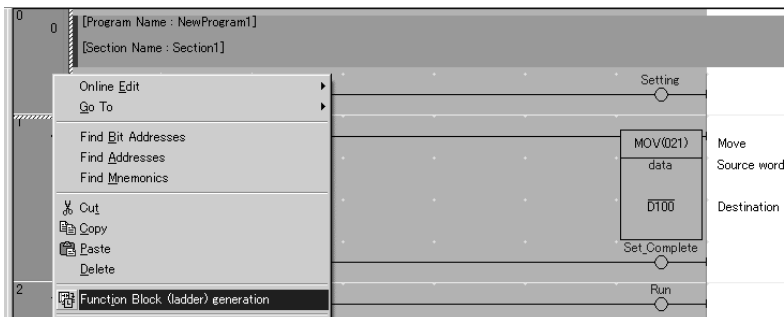 0
0
[Program Name : NewProgram1]
[Section Name : Section1]
Setting
Online Edit
Go To
Find Bit Addresses
Find Addresses
Find Mnemonics
Cut
Copy
Paste
Delete
Function Block (ladder) generation
1
MOV(021)
Move
data
Source word
D100
Destination
Set_Complete
2
Run